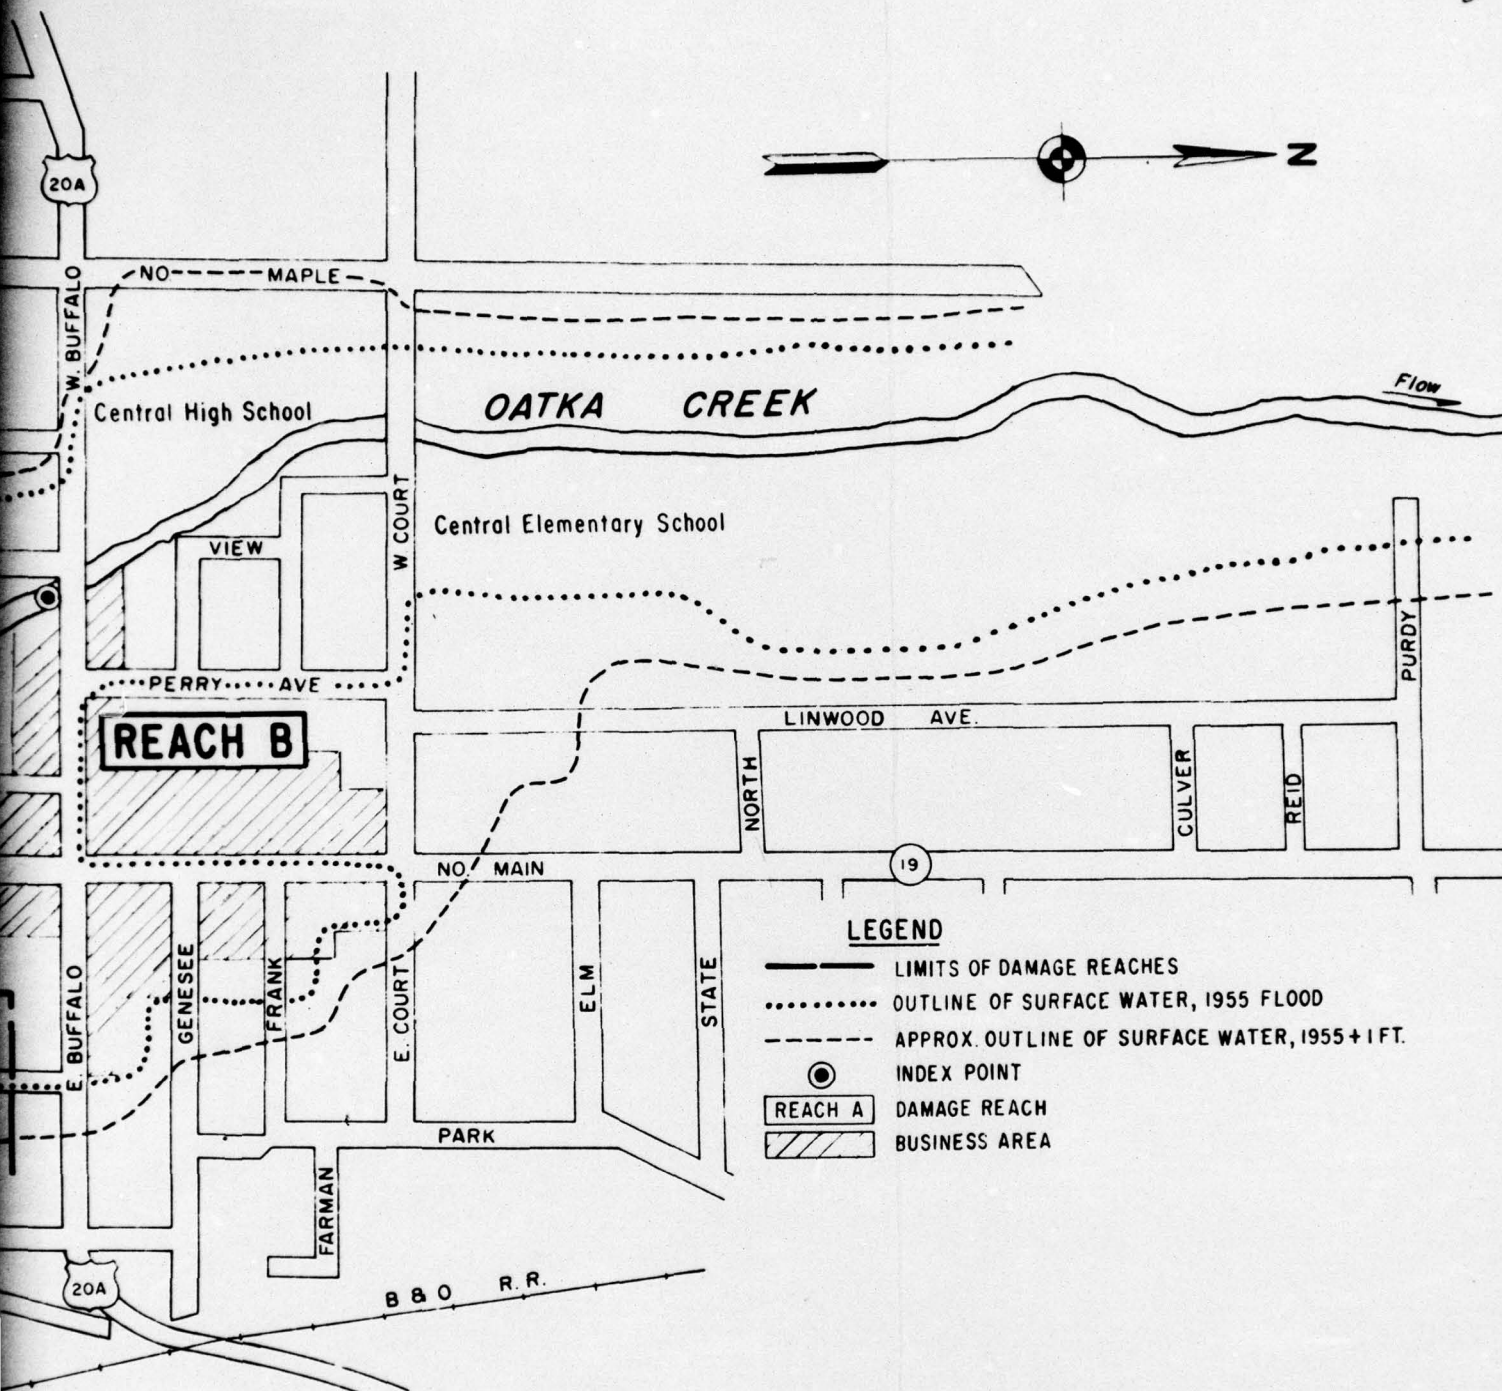 N
20A
NO. MAPLE
W. BUFFALO
Flow
Central High School
OATKA CREEK
W COURT
Central Elementary School
VIEW
PURDY
PERRY AVE
LINWOOD AVE.
REACH B
NORTH
CULVER
REID
NO. MAIN
19
LEGEND
LIMITS OF DAMAGE REACHES
OUTLINE OF SURFACE WATER, 1955 FLOOD
APPROX. OUTLINE OF SURFACE WATER, 1955+1 FT.
INDEX POINT
REACH A DAMAGE REACH
BUSINESS AREA
E. BUFFALO
GENESEE
FRANK
E. COURT
ELM
STATE
PARK
FARMAN
20A
B & O R.R.